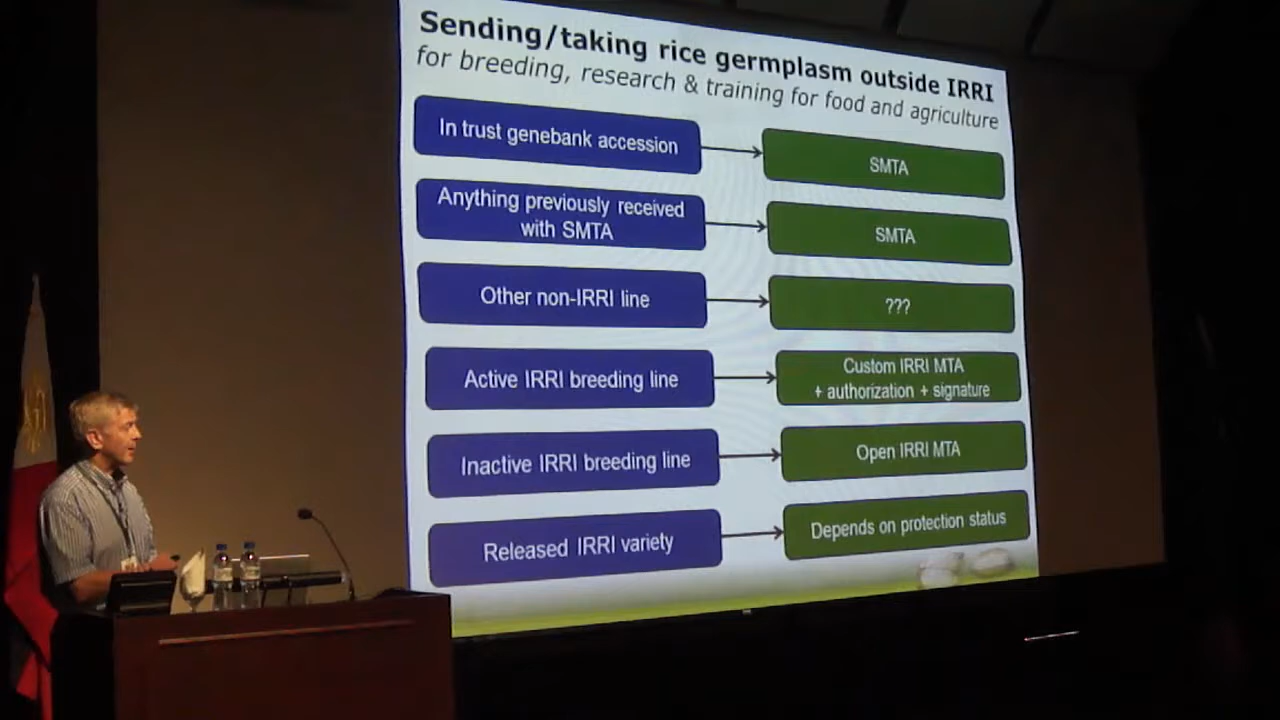 Sending/taking rice germplasm outside IRRI
for breeding, research & training for food and agriculture
In trust genebank accession
SMTA
Anything previously received
with SMTA
SMTA
Other non-IRRI line
???
Active IRRI breeding line
Custom IRRI MTA
+ authorization + signature
Inactive IRRI breeding line
Open IRRI MTA
Released IRRI variety
Depends on protection status